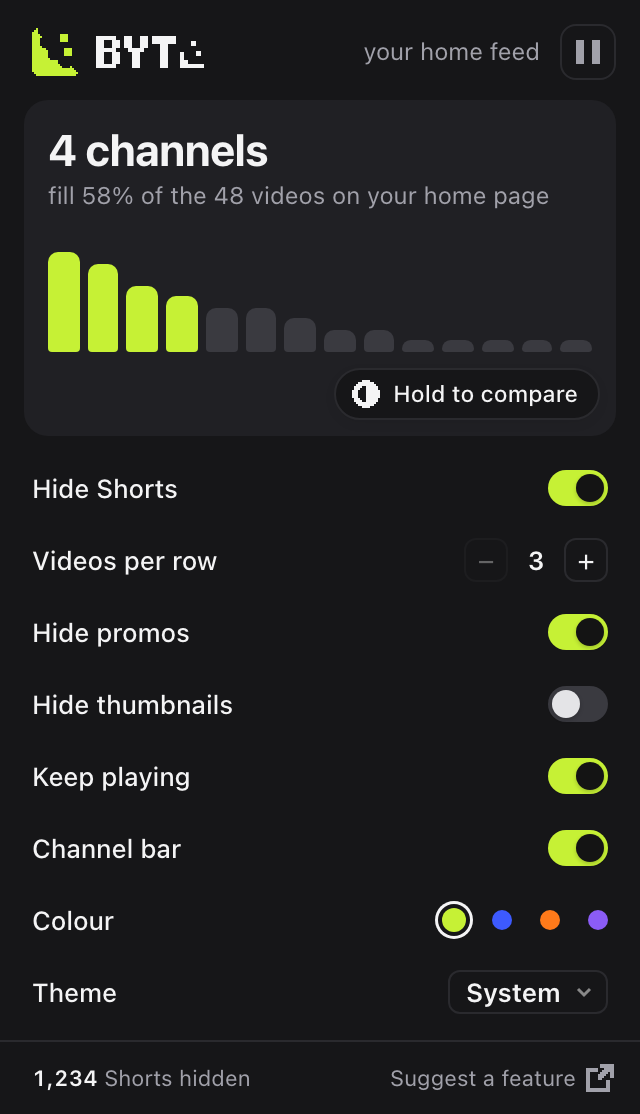 BYTE
your home feed
4 channels
fill 58% of the 48 videos on your home page
Hold to compare
Hide Shorts
Videos per row
− 3 +
Hide promos
Hide thumbnails
Keep playing
Channel bar
Colour
Theme
System
1,234 Shorts hidden
Suggest a feature